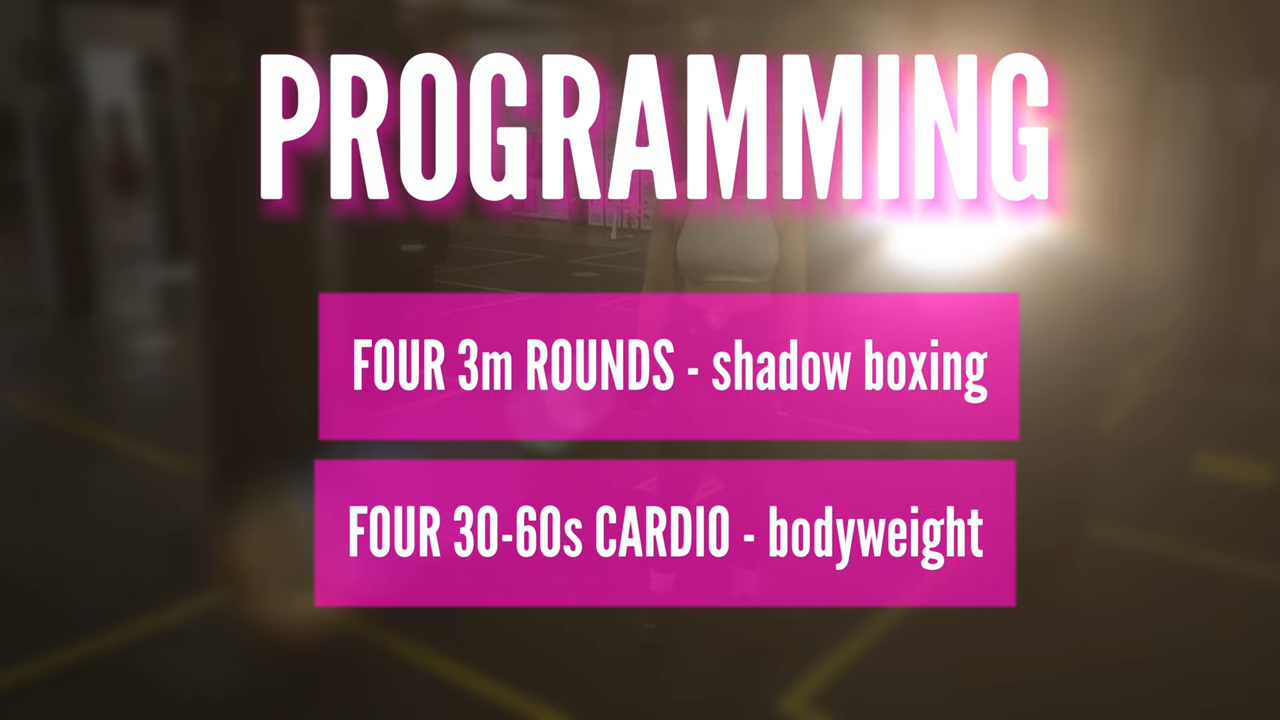 PROGRAMMING
FOUR 3m ROUNDS - shadow boxing
FOUR 30-60s CARDIO - bodyweight